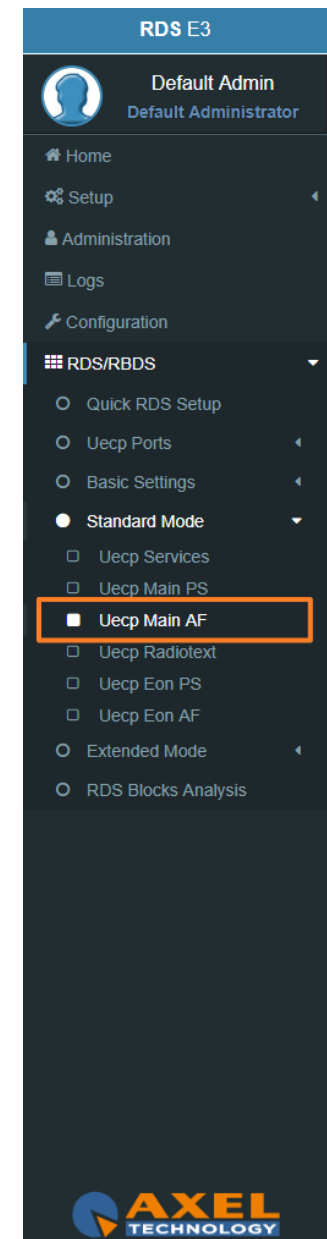 RDS E3
Default Admin
Default Administrator
Home
Setup
Administration
Logs
Configuration
RDS/RBDS
Quick RDS Setup
Uecp Ports
Basic Settings
Standard Mode
Uecp Services
Uecp Main PS
Uecp Main AF
Uecp Radiotext
Uecp Eon PS
Uecp Eon AF
Extended Mode
RDS Blocks Analysis
AXEL
TECHNOLOGY